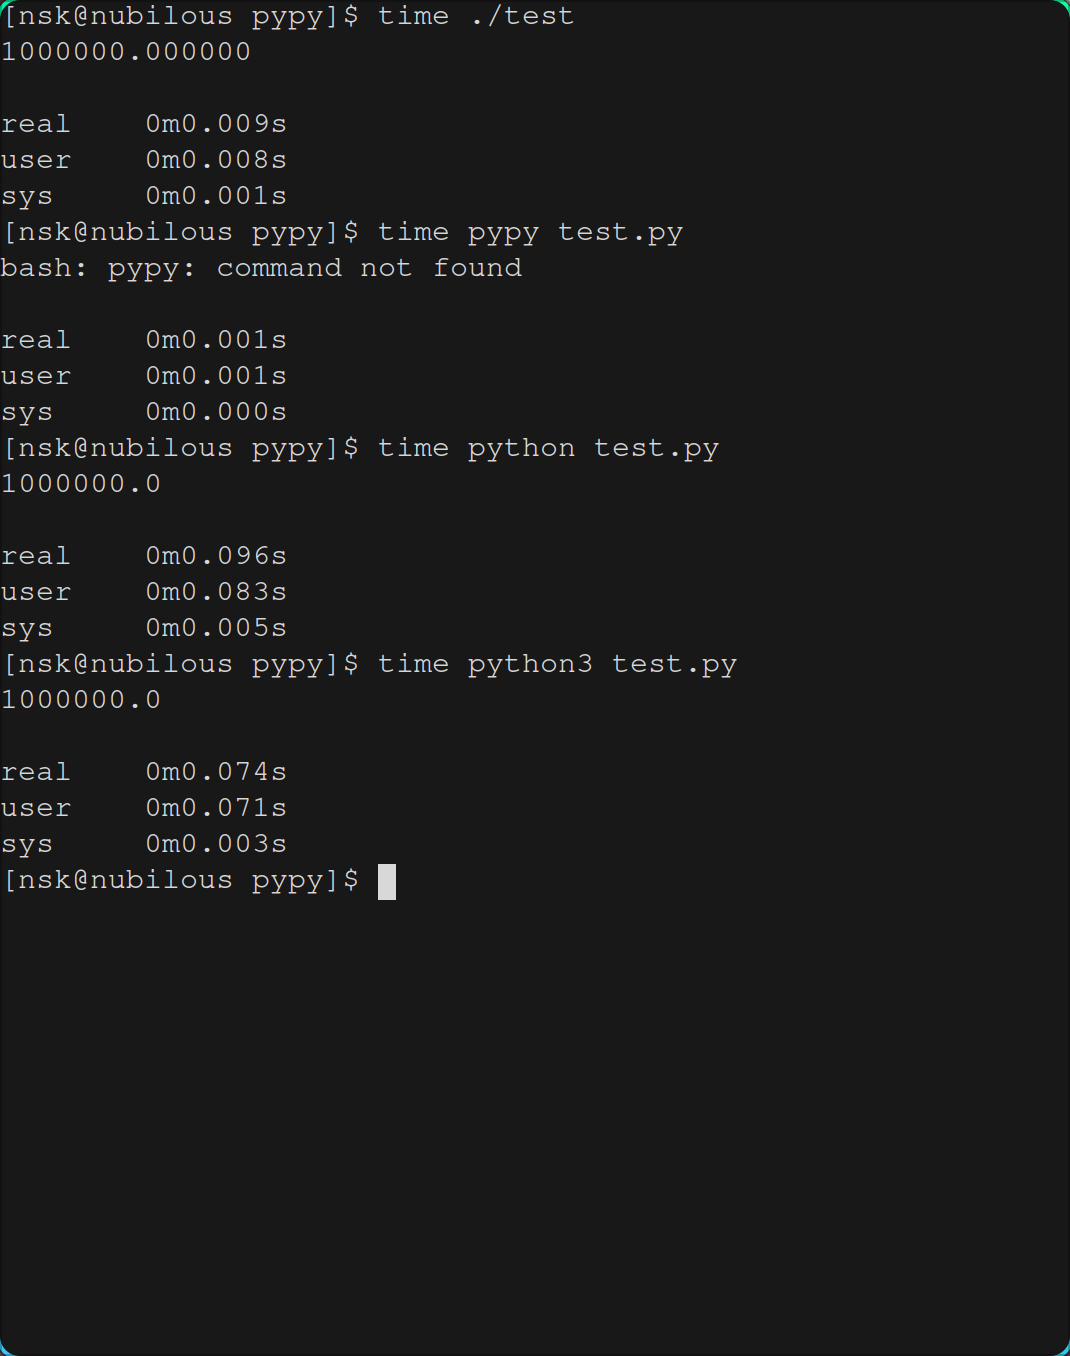 [nsk@nubilous pypy]$ time ./test
1000000.000000
real    0m0.009s
user    0m0.008s
sys     0m0.001s
[nsk@nubilous pypy]$ time pypy test.py
bash: pypy: command not found
real    0m0.001s
user    0m0.001s
sys     0m0.000s
[nsk@nubilous pypy]$ time python test.py
1000000.0
real    0m0.096s
user    0m0.083s
sys     0m0.005s
[nsk@nubilous pypy]$ time python3 test.py
1000000.0
real    0m0.074s
user    0m0.071s
sys     0m0.003s
[nsk@nubilous pypy]$